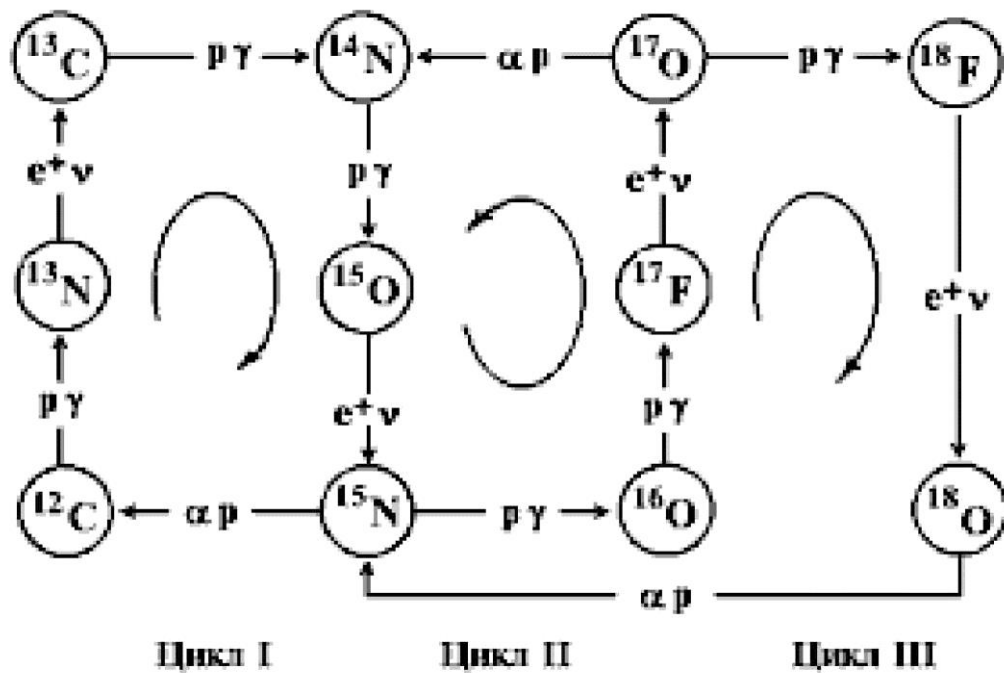 ¹³C p γ ¹⁴N α p ¹⁷O p γ ¹⁸F
e⁺ ν p γ e⁺ ν
¹³N ¹⁵O ¹⁷F e⁺ ν
p γ e⁺ ν p γ
¹²C α p ¹⁵N p γ ¹⁶O ¹⁸O
α p
Цикл I Цикл II Цикл III